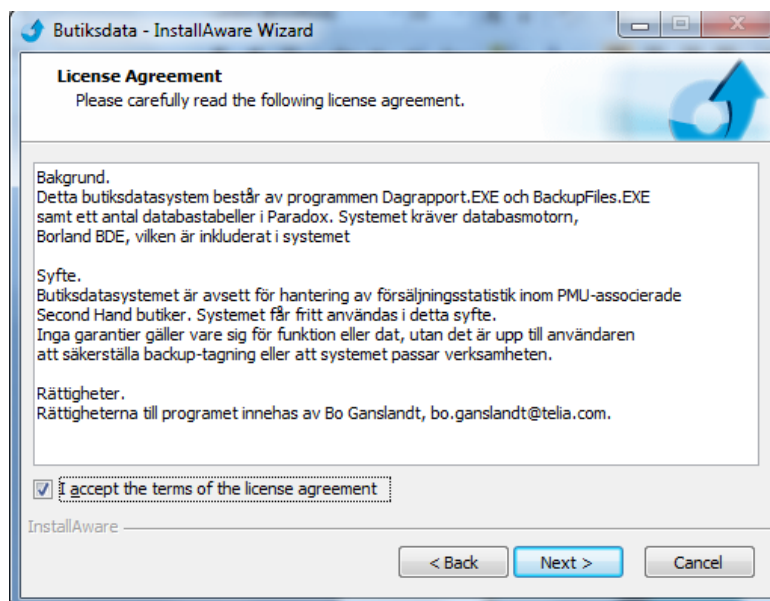 Butiksdata - InstallAware Wizard
License Agreement
Please carefully read the following license agreement.
Bakgrund.
Detta butiksdatasystem består av programmen Dagrapport.EXE och BackupFiles.EXE
samt ett antal databastabeller i Paradox. Systemet kräver databasmotorn,
Borland BDE, vilken är inkluderat i systemet
Syfte.
Butiksdatasystemet är avsett för hantering av försäljningsstatistik inom PMU-associerade
Second Hand butiker. Systemet får fritt användas i detta syfte.
Inga garantier gäller vare sig för funktion eller dat, utan det är upp till användaren
att säkerställa backup-tagning eller att systemet passar verksamheten.
Rättigheter.
Rättigheterna till programet innehas av Bo Ganslandt, bo.ganslandt@telia.com.
I accept the terms of the license agreement
InstallAware
< Back Next > Cancel